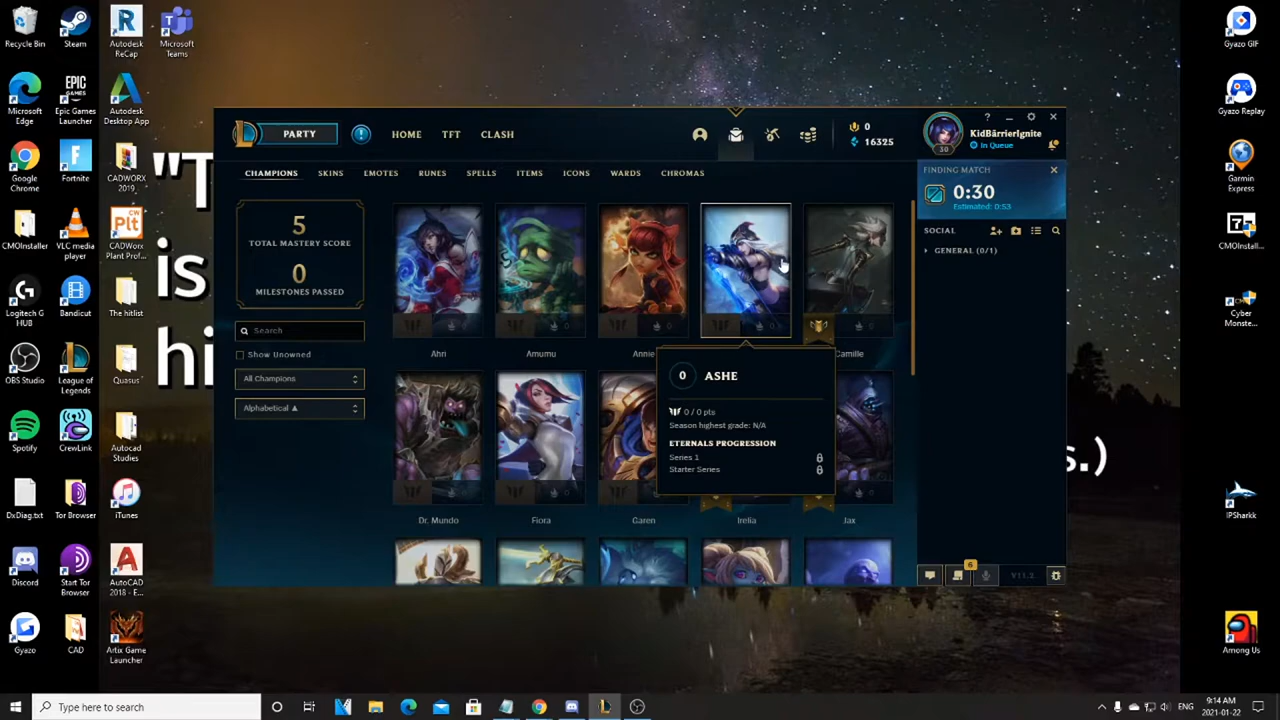 Recycle Bin
Steam
Autodesk
ReCap
Microsoft
Teams
Gyazo GIF
Microsoft
Edge
Epic Games
Launcher
Autodesk
Desktop App
Gyazo Replay
Google
Chrome
Fortnite
CADWORX
2019
Garmin
Express
CMOInstaller
VLC media
player
CADWorx
Plant Prof...
CMOInstall...
Logitech G
HUB
Bandicut
The hitlist
Cyber
Monste...
OBS Studio
League of
Legends
Quasus
Spotify
CrewLink
Autocad
Studies
DxDiag.txt
Tor Browser
iTunes
IPSharkk
Discord
Start Tor
Browser
AutoCAD
2018 - E...
Gyazo
CAD
Artix Game
Launcher
Among Us
"T
is
hi
s.)
PARTY
HOME
TFT
CLASH
0
16325
KidBârrierIgnite
In Queue
30
CHAMPIONS
SKINS
EMOTES
RUNES
SPELLS
ITEMS
ICONS
WARDS
CHROMAS
FINDING MATCH
0:30
Estimated: 0:53
SOCIAL
GENERAL (0/1)
5
TOTAL MASTERY SCORE
0
MILESTONES PASSED
Search
Show Unowned
All Champions
Alphabetical ▲
Ahri
Amumu
Annie
Camille
0
ASHE
0 / 0 pts
Season highest grade: N/A
ETERNALS PROGRESSION
Series 1
Starter Series
Dr. Mundo
Fiora
Garen
Irelia
Jax
6
V11.2
Type here to search
ENG
9:14 AM
2021-01-22